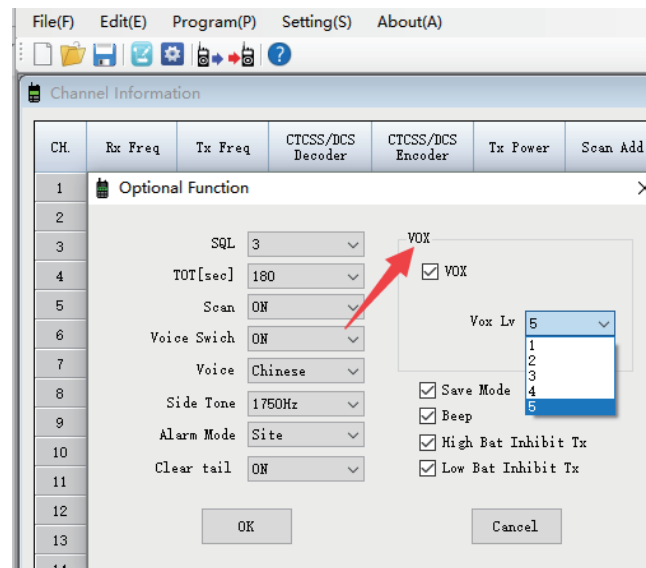 File(F) Edit(E) Program(P) Setting(S) About(A)
Channel Information
CH. Rx Freq Tx Freq CTCSS/DCS Decoder CTCSS/DCS Encoder Tx Power Scan Add
1
Optional Function
2
3
SQL 3
VOX
4
TOT[sec] 180
VOX
5
Scan ON
Vox Lv 5
6
Voice Swich ON
1
2
3
4
5
7
Voice Chinese
8
Side Tone 1750Hz
Save Mode
9
Alarm Mode Site
Beep
10
Clear tail ON
High Bat Inhibit Tx
11
Low Bat Inhibit Tx
12
OK
Cancel
13